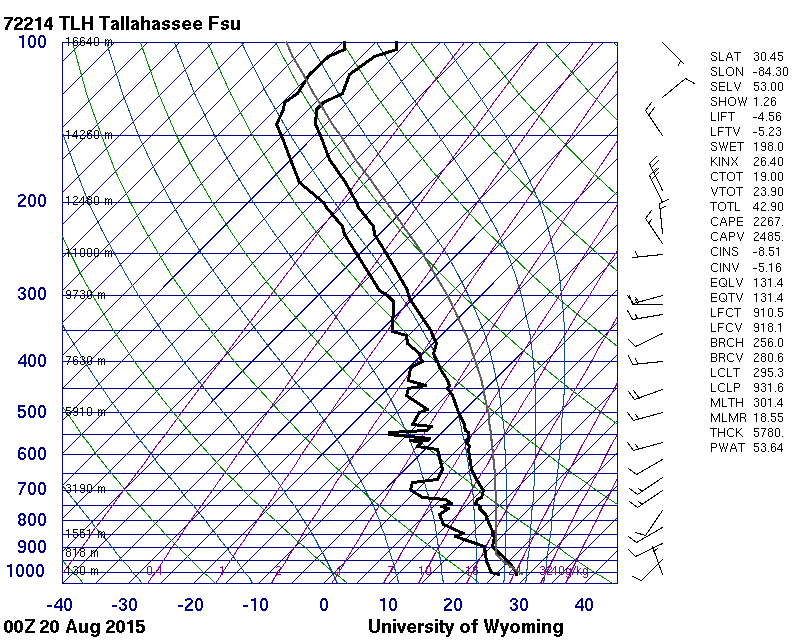 72214 TLH Tallahassee Fsu
100
16640 m
14260 m
200
12480 m
11000 m
300
9730 m
400
7630 m
500
5910 m
600
700
3190 m
800
1561 m
900
816 m
1000
130 m
0.4 1 2 4 7 10 16 24 32 40g/kg
-40 -30 -20 -10 0 10 20 30 40
00Z 20 Aug 2015 University of Wyoming
SLAT 30.45
SLON -84.30
SELV 53.00
SHOW 1.26
LIFT -4.56
LFTV -5.23
SWET 198.0
KINX 26.40
CTOT 19.00
VTOT 23.90
TOTL 42.90
CAPE 2267.
CAPV 2485.
CINS -8.51
CINV -5.16
EQLV 131.4
EQTV 131.4
LFCT 910.5
LFCV 918.1
BRCH 256.0
BRCV 280.6
LCLT 295.3
LCLP 931.6
MLTH 301.4
MLMR 18.55
THCK 5780.
PWAT 53.64